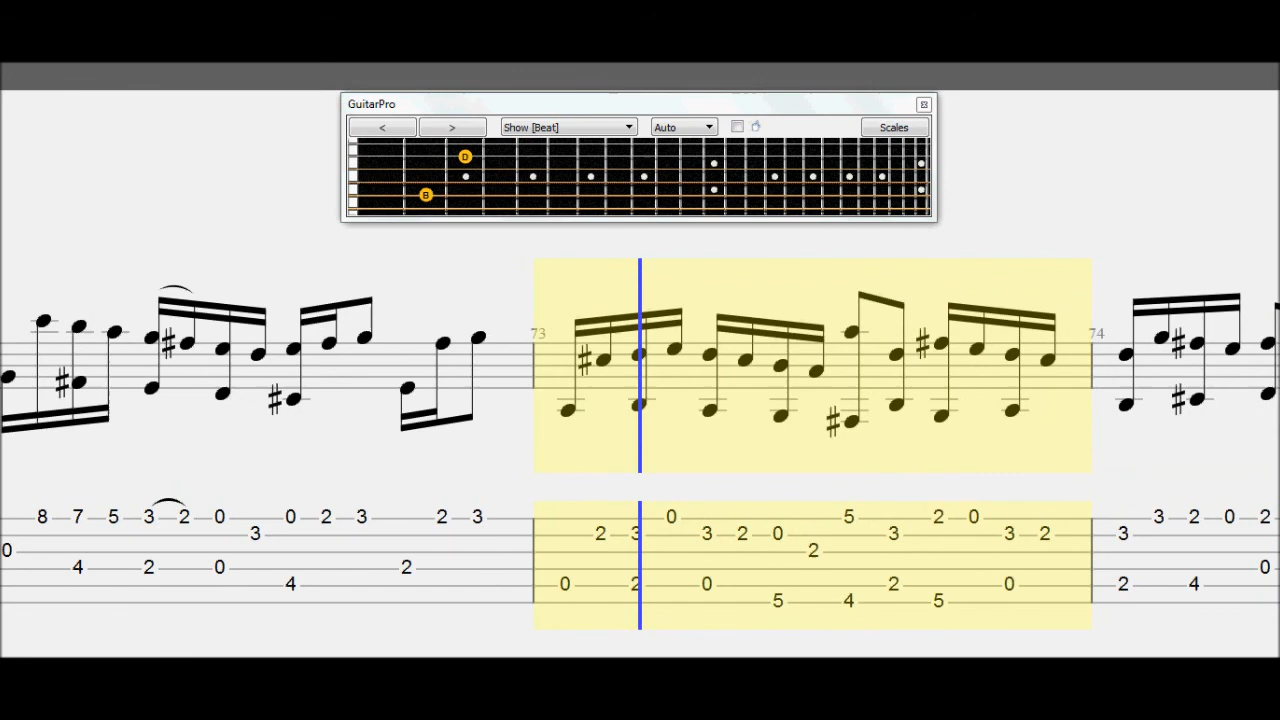 GuitarPro
< > Show [Beat] Auto Scales
D
B
73 74
8 7 5 3 2 0 0 2 3 2 3 0 5 2 0 3 2 0 2
3 2 3 3 2 0 3 3 2 3
0 2
4 2 0 2 0
4 0 2 0 2 0 2 4
5 4 5